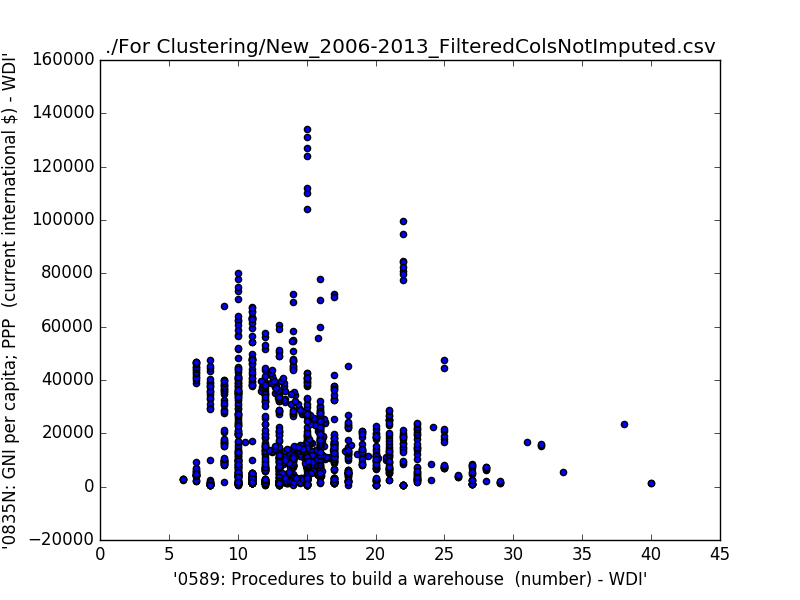 ./For Clustering/New_2006-2013_FilteredColsNotImputed.csv
'0835N: GNI per capita; PPP  (current international $) - WDI'
160000
140000
120000
100000
80000
60000
40000
20000
0
−20000
0 5 10 15 20 25 30 35 40 45
'0589: Procedures to build a warehouse  (number) - WDI'